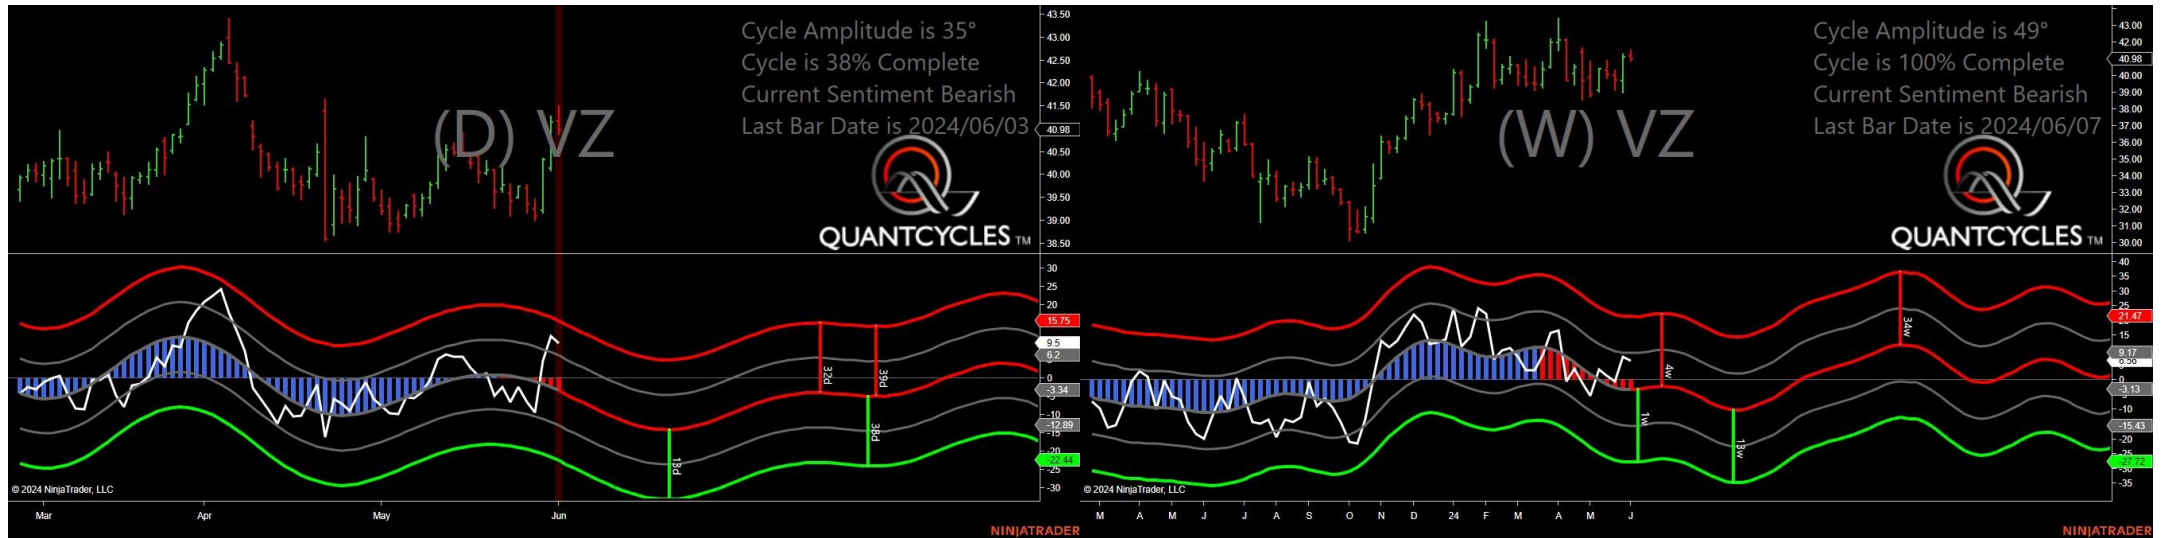 Cycle Amplitude is 35°
Cycle is 38% Complete
Current Sentiment Bearish
Last Bar Date is 2024/06/03
(D) VZ
QUANTCYCLES TM
43.50
43.00
42.50
42.00
41.50
40.98
40.50
40.00
39.50
39.00
38.50
30
25
20
15.75
9.5
6.2
0
-3.34
-10
-12.89
-15
-20
-22.44
-25
-30
32d
39d
38d
13d
© 2024 NinjaTrader, LLC
Mar
Apr
May
Jun
NINJATRADER
Cycle Amplitude is 49°
Cycle is 100% Complete
Current Sentiment Bearish
Last Bar Date is 2024/06/07
(W) VZ
QUANTCYCLES TM
43.00
42.00
40.98
40.00
39.00
38.00
37.00
36.00
35.00
34.00
33.00
32.00
31.00
30.00
40
35
30
25
21.47
15
9.17
-3.13
-10
-15.43
-20
-27.72
-35
34w
4w
1w
13w
© 2024 NinjaTrader, LLC
M
A
M
J
J
A
S
O
N
D
24
F
M
A
M
J
NINJATRADER